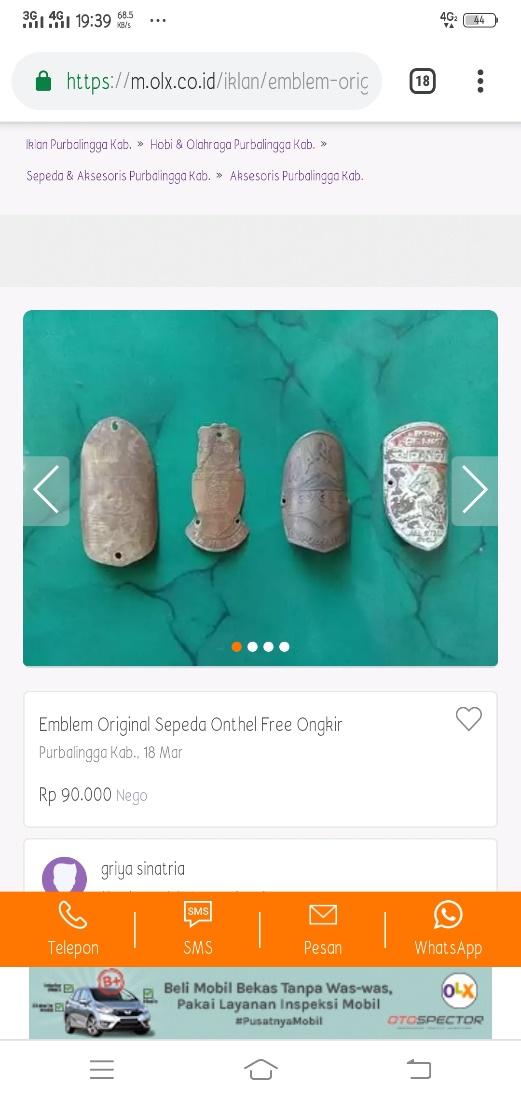 3G 4G 19:39 68.5 KB/s ... 4G² 44
https://m.olx.co.id/iklan/emblem-orig 18
Iklan Purbalingga Kab. » Hobi & Olahraga Purbalingga Kab. »
Sepeda & Aksesoris Purbalingga Kab. » Aksesoris Purbalingga Kab.
Emblem Original Sepeda Onthel Free Ongkir
Purbalingga Kab., 18 Mar
Rp 90.000 Nego
griya sinatria
SMS
Telepon SMS Pesan WhatsApp
B+
Beli Mobil Bekas Tanpa Was-was,
Pakai Layanan Inspeksi Mobil
#PusatnyaMobil
OLX
OTOSPECTOR